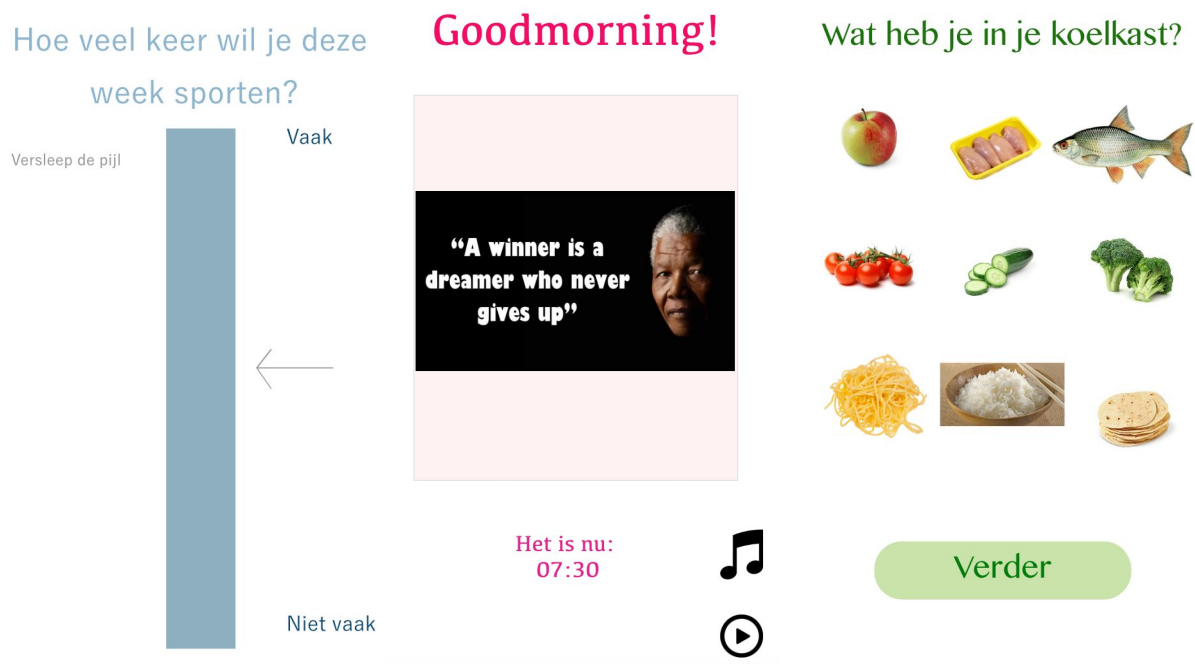 Hoe veel keer wil je deze
week sporten?
Versleep de pijl
Vaak
Niet vaak
Goodmorning!
“A winner is a
dreamer who never
gives up”
Het is nu:
07:30
Wat heb je in je koelkast?
Verder